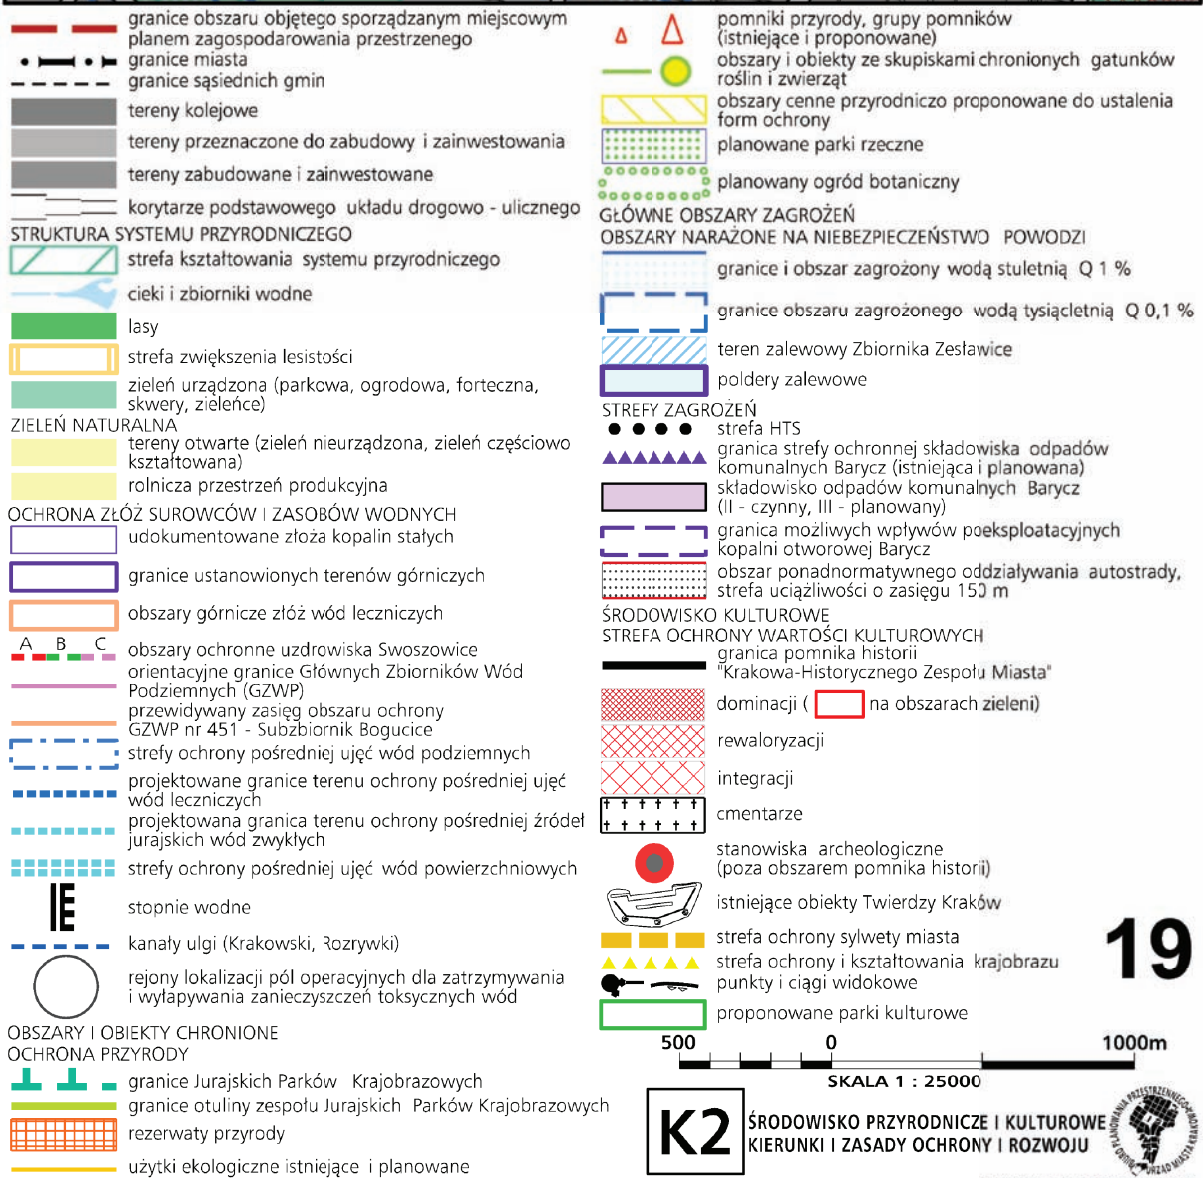 granice obszaru objętego sporządzanym miejscowym
planem zagospodarowania przestrzenego
granice miasta
granice sąsiednich gmin
tereny kolejowe
tereny przeznaczone do zabudowy i zainwestowania
tereny zabudowane i zainwestowane
korytarze podstawowego układu drogowo - ulicznego
STRUKTURA SYSTEMU PRZYRODNICZEGO
strefa kształtowania systemu przyrodniczego
cieki i zbiorniki wodne
lasy
strefa zwiększenia lesistości
zieleń urządzona (parkowa, ogrodowa, forteczna,
skwery, zieleńce)
ZIELEŃ NATURALNA
tereny otwarte (zieleń nieurządzona, zieleń częściowo
kształtowana)
rolnicza przestrzeń produkcyjna
OCHRONA ZŁÓŻ SUROWCÓW I ZASOBÓW WODNYCH
udokumentowane złoża kopalin stałych
granice ustanowionych terenów górniczych
obszary górnicze złóż wód leczniczych
A B C
obszary ochronne uzdrowiska Swoszowice
orientacyjne granice Głównych Zbiorników Wód
Podziemnych (GZWP)
przewidywany zasięg obszaru ochrony
GZWP nr 451 - Subzbiornik Bogucice
strefy ochrony pośredniej ujęć wód podziemnych
projektowane granice terenu ochrony pośredniej ujęć
wód leczniczych
projektowana granica terenu ochrony pośredniej źródeł
jurajskich wód zwykłych
strefy ochrony pośredniej ujęć wód powierzchniowych
stopnie wodne
kanały ulgi (Krakowski, Rozrywki)
rejony lokalizacji pól operacyjnych dla zatrzymywania
i wyłapywania zanieczyszczeń toksycznych wód
OBSZARY I OBIEKTY CHRONIONE
OCHRONA PRZYRODY
granice Jurajskich Parków Krajobrazowych
granice otuliny zespołu Jurajskich Parków Krajobrazowych
rezerwaty przyrody
użytki ekologiczne istniejące i planowane
pomniki przyrody, grupy pomników
(istniejące i proponowane)
obszary i obiekty ze skupiskami chronionych gatunków
roślin i zwierząt
obszary cenne przyrodniczo proponowane do ustalenia
form ochrony
planowane parki rzeczne
planowany ogród botaniczny
GŁÓWNE OBSZARY ZAGROŻEŃ
OBSZARY NARAŻONE NA NIEBEZPIECZEŃSTWO POWODZI
granice i obszar zagrożony wodą stuletnią Q 1 %
granice obszaru zagrożonego wodą tysiącletnią Q 0,1 %
teren zalewowy Zbiornika Zesławice
poldery zalewowe
STREFY ZAGROŻEŃ
strefa HTS
granica strefy ochronnej składowiska odpadów
komunalnych Barycz (istniejąca i planowana)
składowisko odpadów komunalnych Barycz
(II - czynny, III - planowany)
granica możliwych wpływów poeksploatacyjnych
kopalni otworowej Barycz
obszar ponadnormatywnego oddziaływania autostrady,
strefa uciążliwości o zasięgu 150 m
ŚRODOWISKO KULTUROWE
STREFA OCHRONY WARTOŚCI KULTUROWYCH
granica pomnika historii
"Krakowa-Historycznego Zespołu Miasta"
dominacji ( na obszarach zieleni)
rewaloryzacji
integracji
cmentarze
stanowiska archeologiczne
(poza obszarem pomnika historii)
istniejące obiekty Twierdzy Kraków
strefa ochrony sylwety miasta
strefa ochrony i kształtowania krajobrazu
punkty i ciągi widokowe
proponowane parki kulturowe
19
500 0 1000m
SKALA 1 : 25000
K2
ŚRODOWISKO PRZYRODNICZE I KULTUROWE
KIERUNKI I ZASADY OCHRONY I ROZWOJU